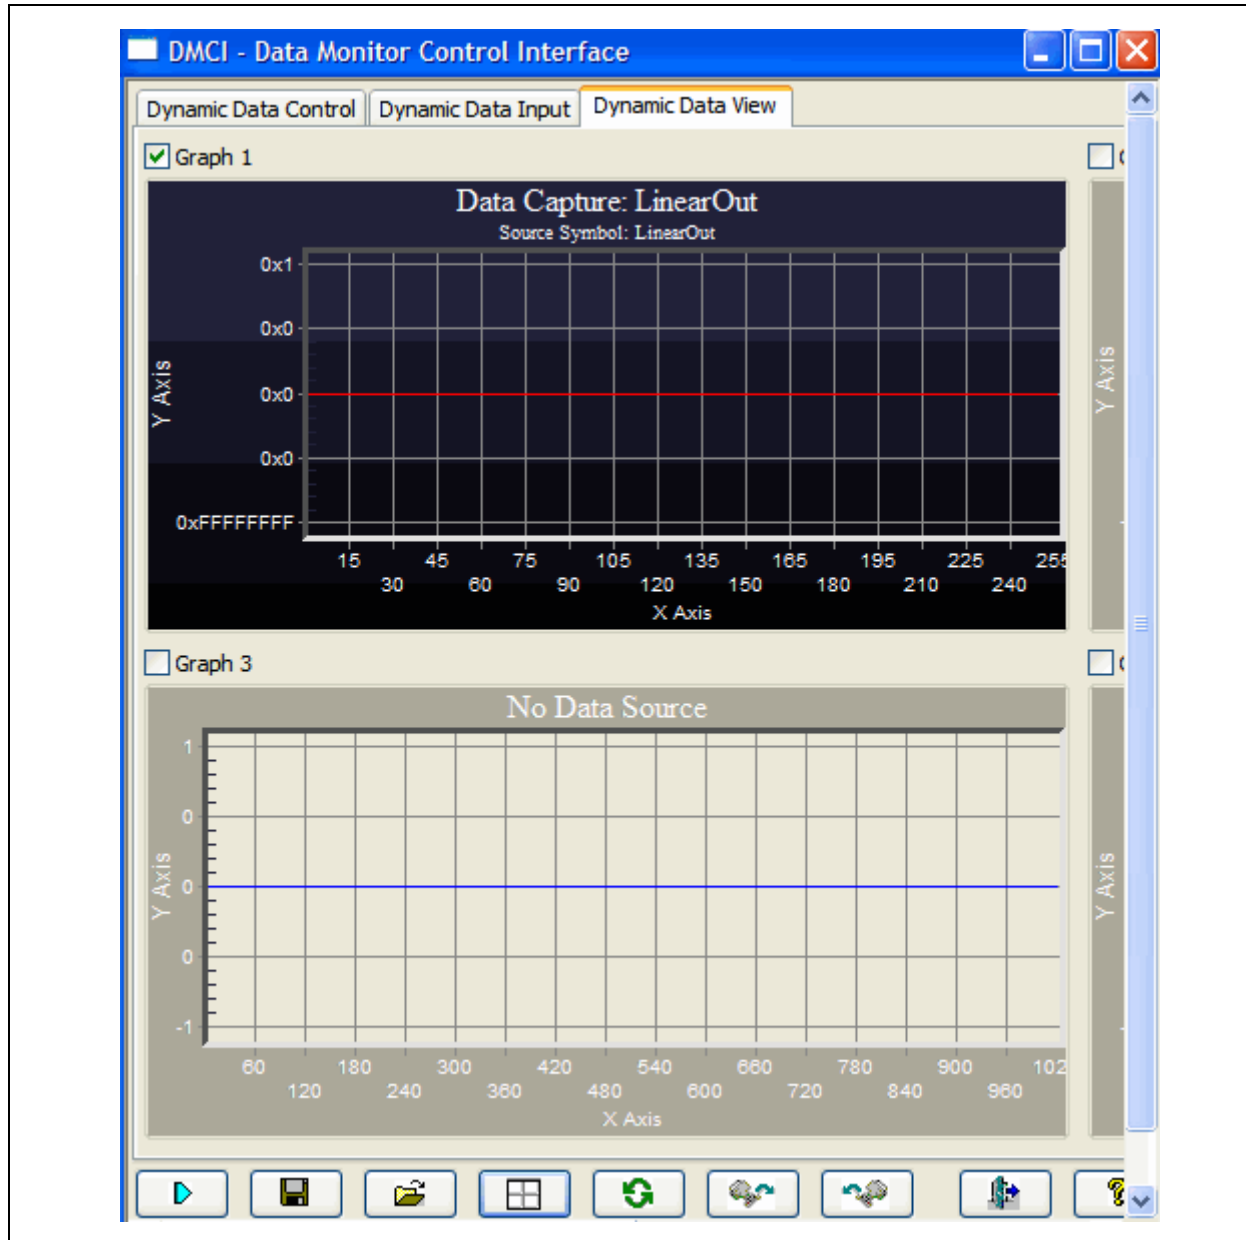 DMCI - Data Monitor Control Interface
Dynamic Data Control
Dynamic Data Input
Dynamic Data View
Graph 1
Data Capture: LinearOut
Source Symbol: LinearOut
0x1
0x0
0x0
0x0
0xFFFFFFFF
Y Axis
15 45 75 105 135 165 195 225 255
30 60 90 120 150 180 210 240
X Axis
Y Axis
Graph 3
No Data Source
1
0
0
0
-1
Y Axis
60 180 300 420 540 660 780 900 102
120 240 360 480 600 720 840 960
X Axis
Y Axis